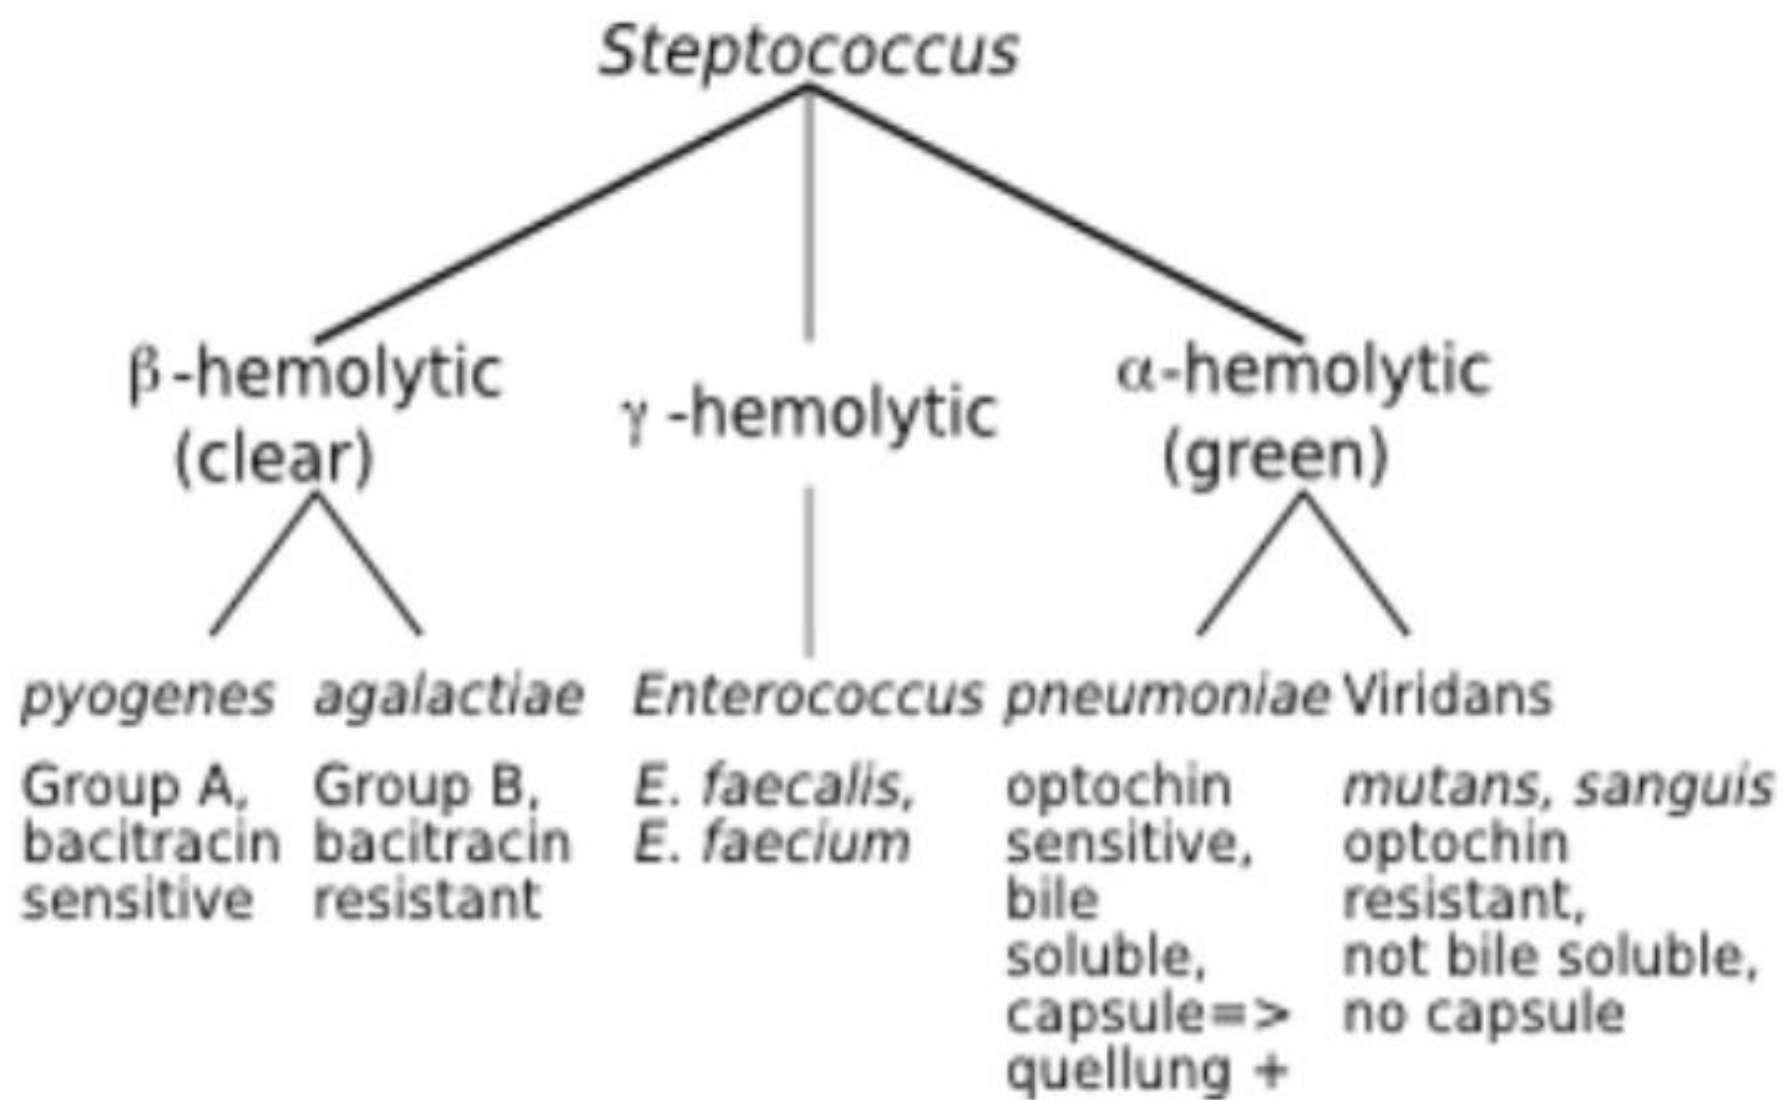 Steptococcus
β-hemolytic
(clear)
γ -hemolytic
α-hemolytic
(green)
pyogenes
Group A,
bacitracin
sensitive
agalactiae
Group B,
bacitracin
resistant
Enterococcus
E. faecalis,
E. faecium
pneumoniae
optochin
sensitive,
bile
soluble,
capsule=>
quellung +
Viridans
mutans, sanguis
optochin
resistant,
not bile soluble,
no capsule